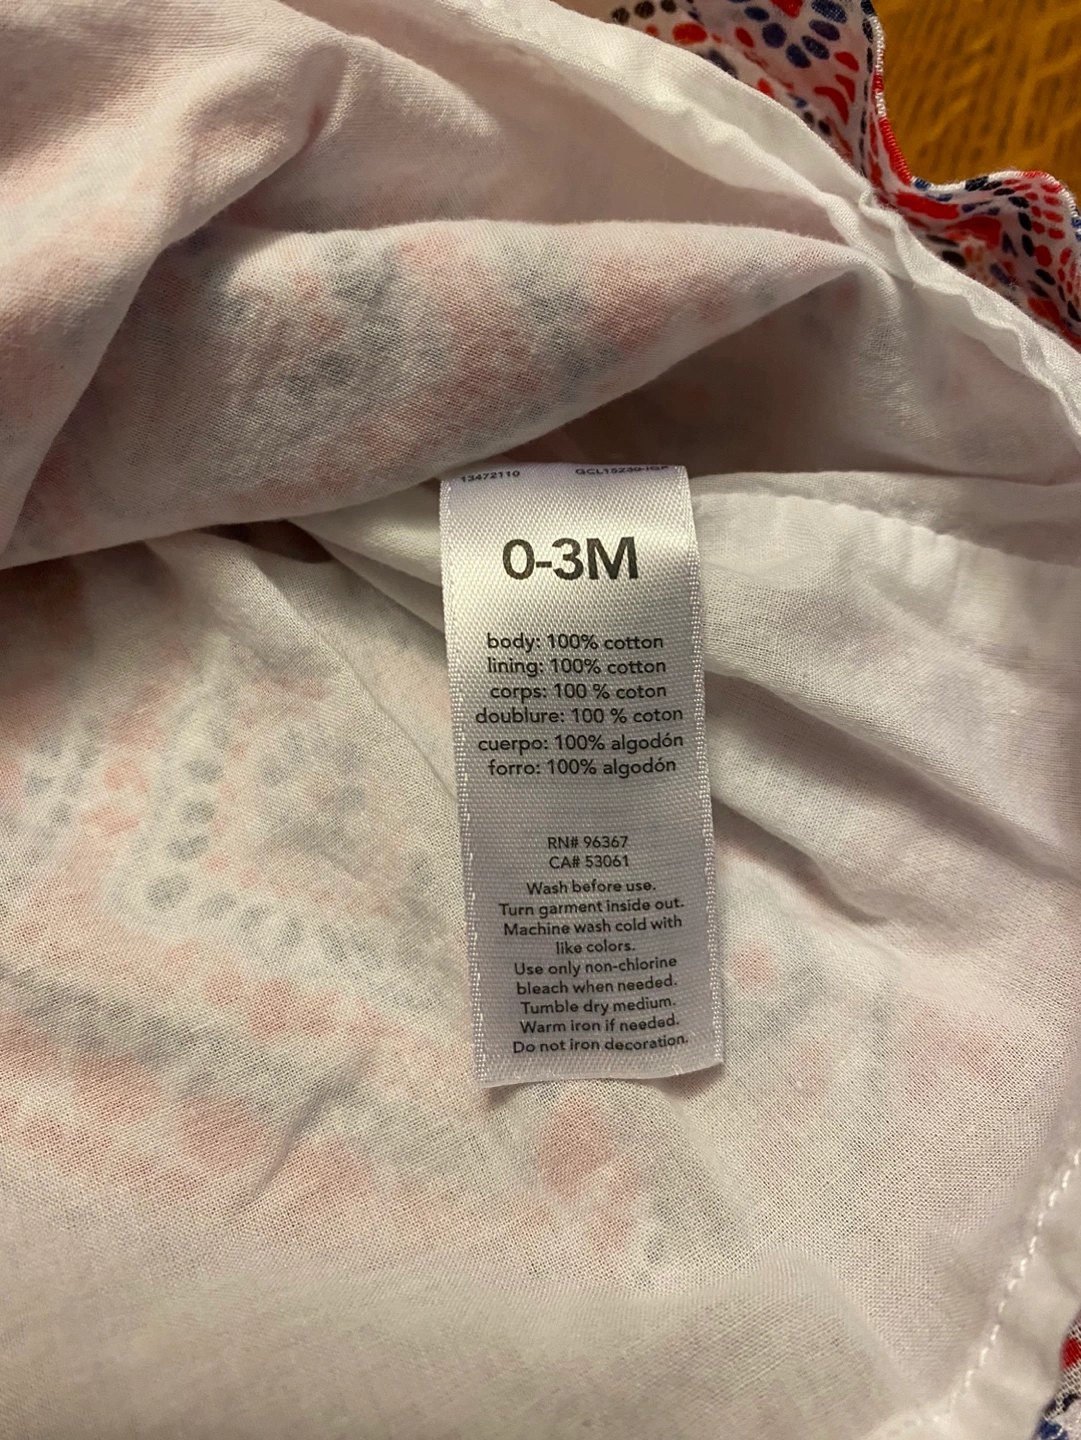 13472110
0-3M
body: 100% cotton
lining: 100% cotton
corps: 100 % coton
doublure: 100 % coton
cuerpo: 100% algodón
forro: 100% algodón
RN# 96367
CA# 53061
Wash before use.
Turn garment inside out.
Machine wash cold with
like colors.
Use only non-chlorine
bleach when needed.
Tumble dry medium.
Warm iron if needed.
Do not iron decoration.